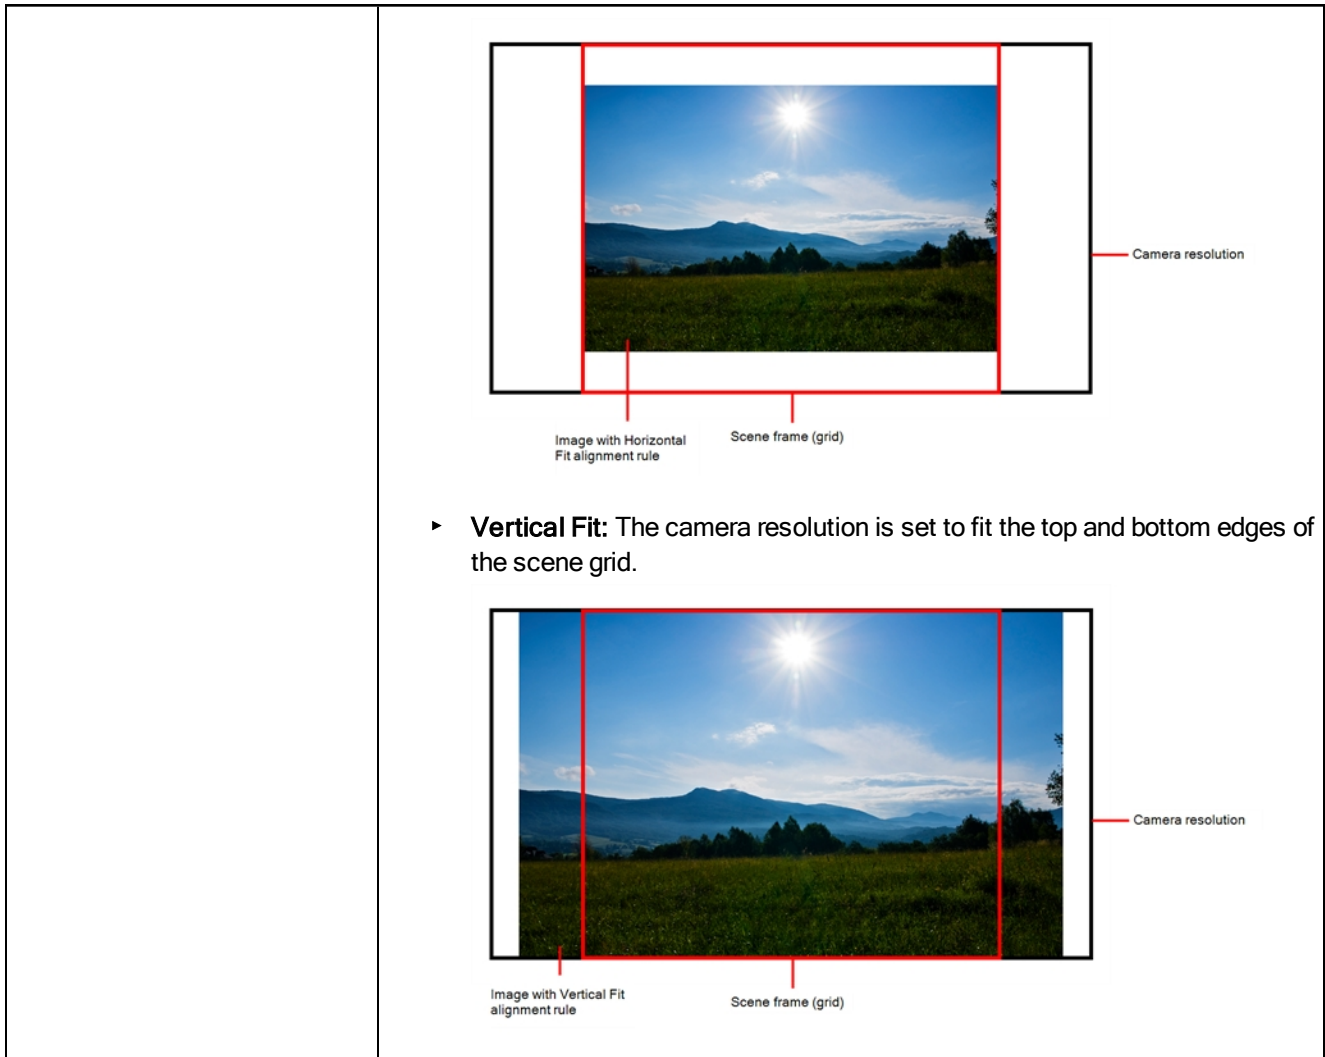 Camera resolution
Image with Horizontal
Fit alignment rule
Scene frame (grid)
▸ Vertical Fit: The camera resolution is set to fit the top and bottom edges of
the scene grid.
Camera resolution
Image with Vertical Fit
alignment rule
Scene frame (grid)